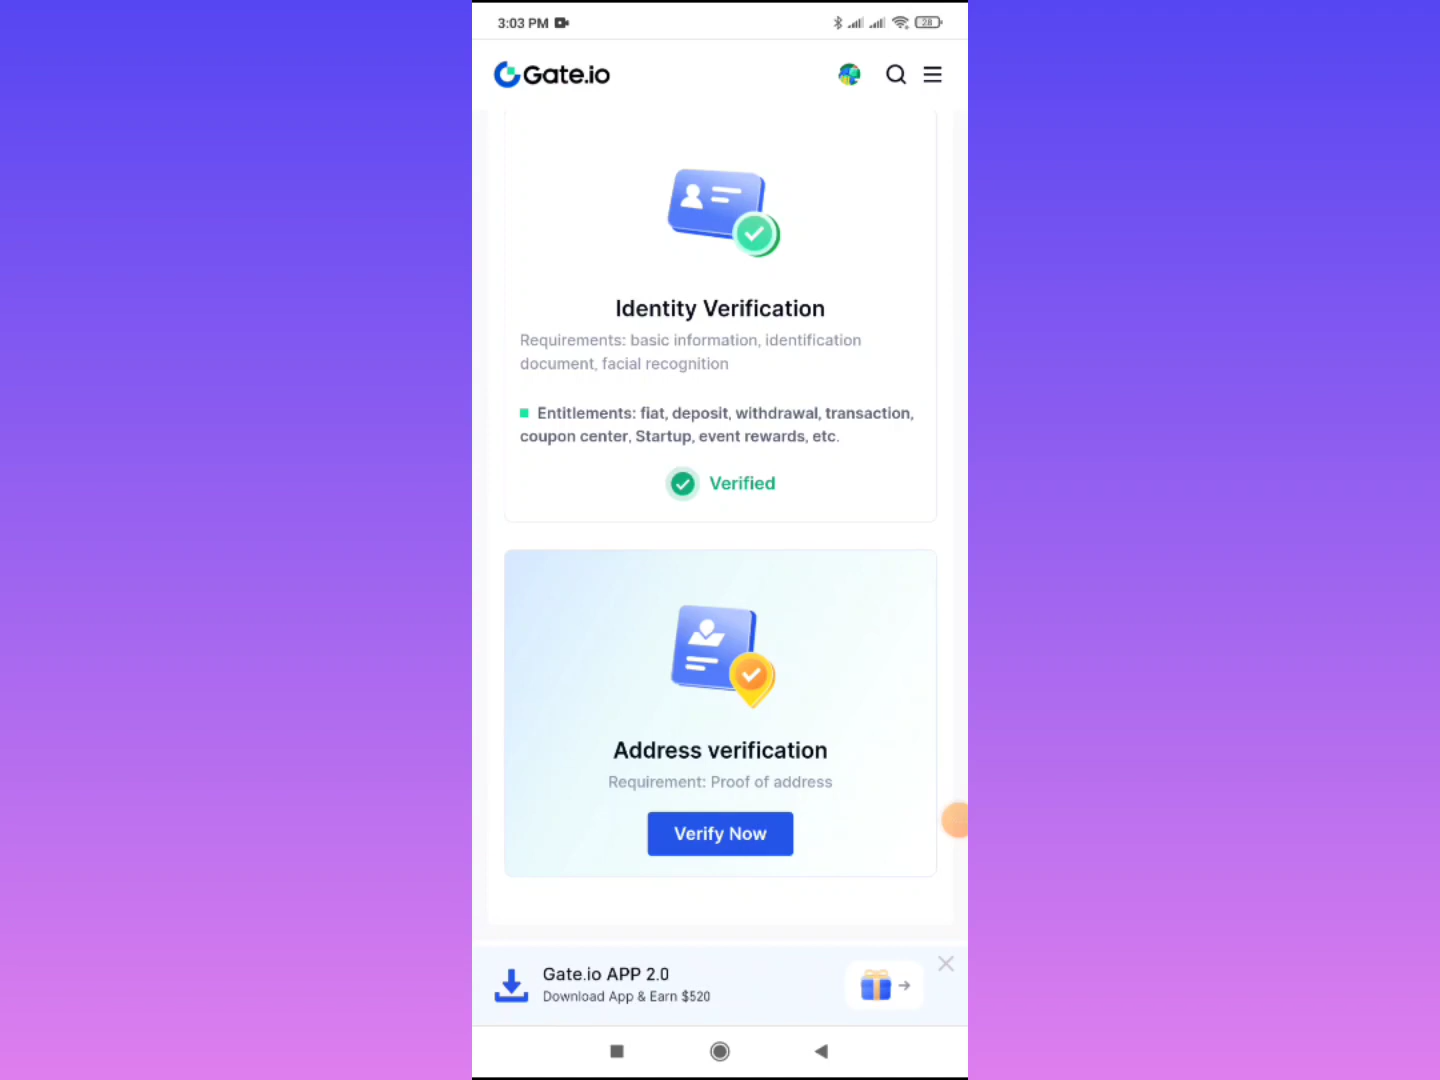 3:03 PM
28
Gate.io
Identity Verification
Requirements: basic information, identification
document, facial recognition
Entitlements: fiat, deposit, withdrawal, transaction,
coupon center, Startup, event rewards, etc.
Verified
Address verification
Requirement: Proof of address
Verify Now
Gate.io APP 2.0
Download App & Earn $520